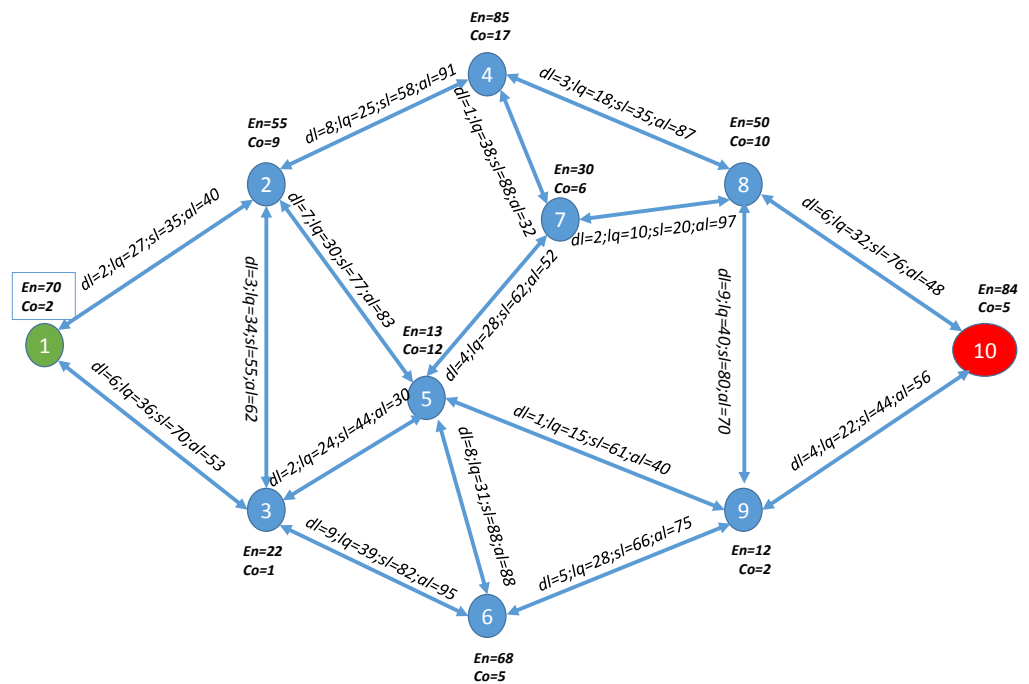 En=85
Co=17
4
dl=8;lq=25;sl=58;al=91
dl=3;lq=18;sl=35;al=87
dl=1;lq=38;sl=88;al=32
En=55
Co=9
2
En=50
Co=10
8
En=30
Co=6
7
dl=2;lq=27;sl=35;al=40
dl=7;lq=30;sl=77;al=83
dl=2;lq=10;sl=20;al=97
dl=6;lq=32;sl=76;al=48
En=70
Co=2
1
dl=3;lq=34;sl=55;al=62
dl=4;lq=28;sl=62;al=52
dl=9;lq=40;sl=80;al=70
En=84
Co=5
10
En=13
Co=12
5
dl=6;lq=36;sl=70;al=53
dl=2;lq=24;sl=44;al=30
dl=1;lq=15;sl=61;al=40
dl=4;lq=22;sl=44;al=56
3
En=22
Co=1
dl=8;lq=31;sl=88;al=88
9
En=12
Co=2
dl=9;lq=39;sl=82;al=95
dl=5;lq=28;sl=66;al=75
6
En=68
Co=5